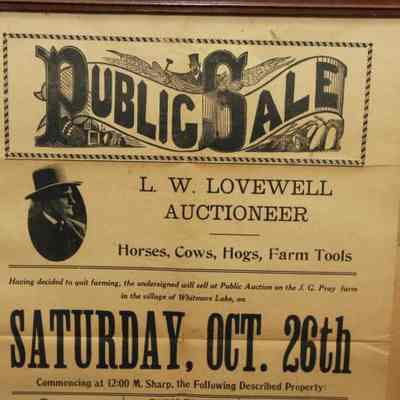 PUBLIC SALE
L. W. LOVEWELL
AUCTIONEER
Horses, Cows, Hogs, Farm Tools
Having decided to quit farming, the undersigned will sell at Public Auction on the J. G. Pray farm
in the village of Whitmore Lake, on
SATURDAY, OCT. 26th
Commencing at 12:00 M. Sharp, the Following Described Property: